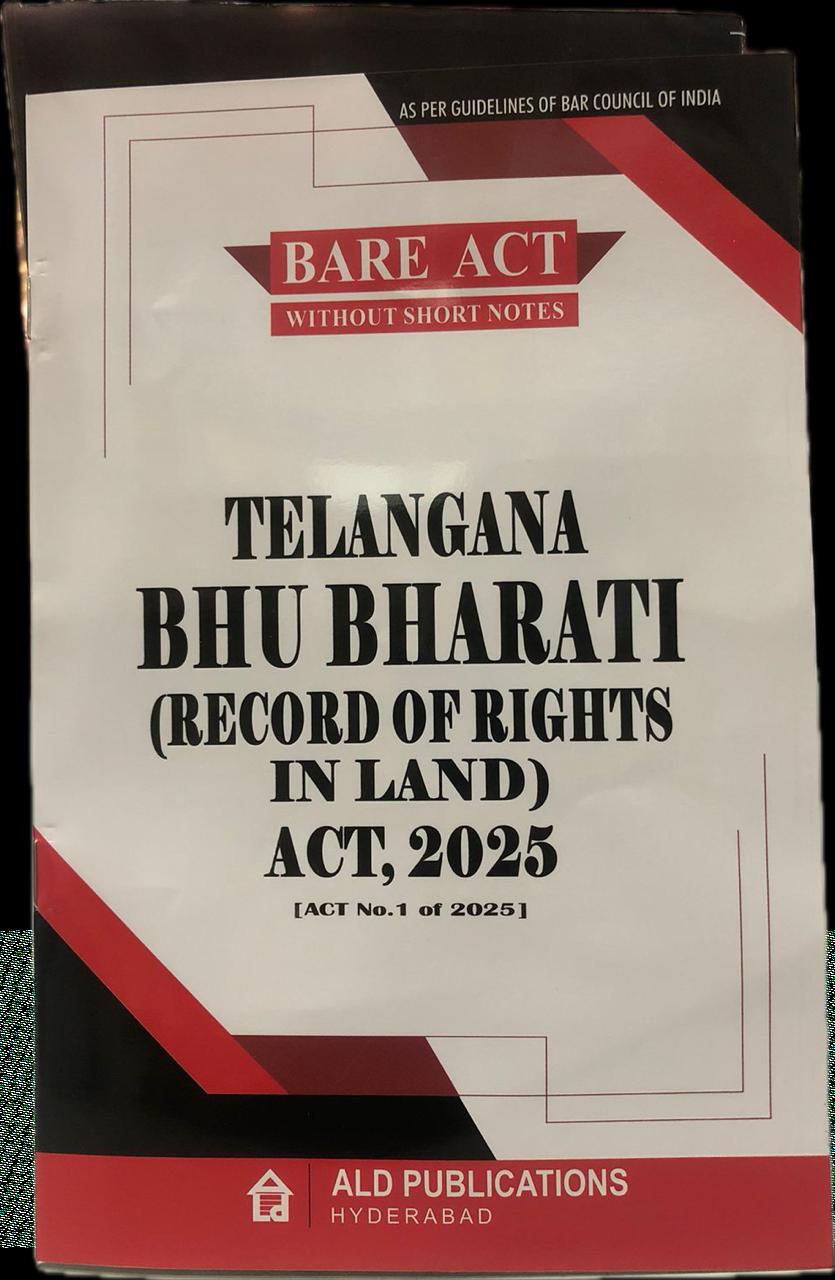 AS PER GUIDELINES OF BAR COUNCIL OF INDIA
BARE ACT
WITHOUT SHORT NOTES
TELANGANA
BHU BHARATI
(RECORD OF RIGHTS
IN LAND)
ACT, 2025
[ACT No.1 of 2025]
ALD PUBLICATIONS
HYDERABAD